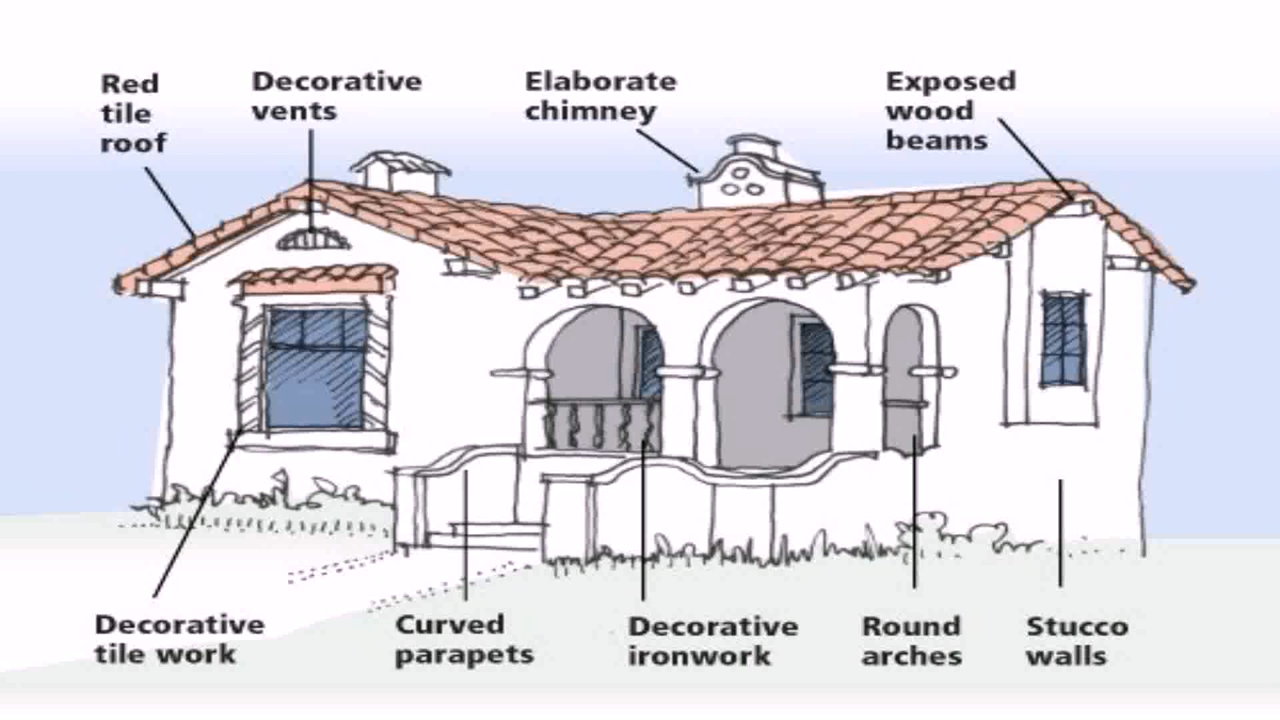 Red
tile
roof
Decorative
vents
Elaborate
chimney
Exposed
wood
beams
Decorative
tile work
Curved
parapets
Decorative
ironwork
Round
arches
Stucco
walls